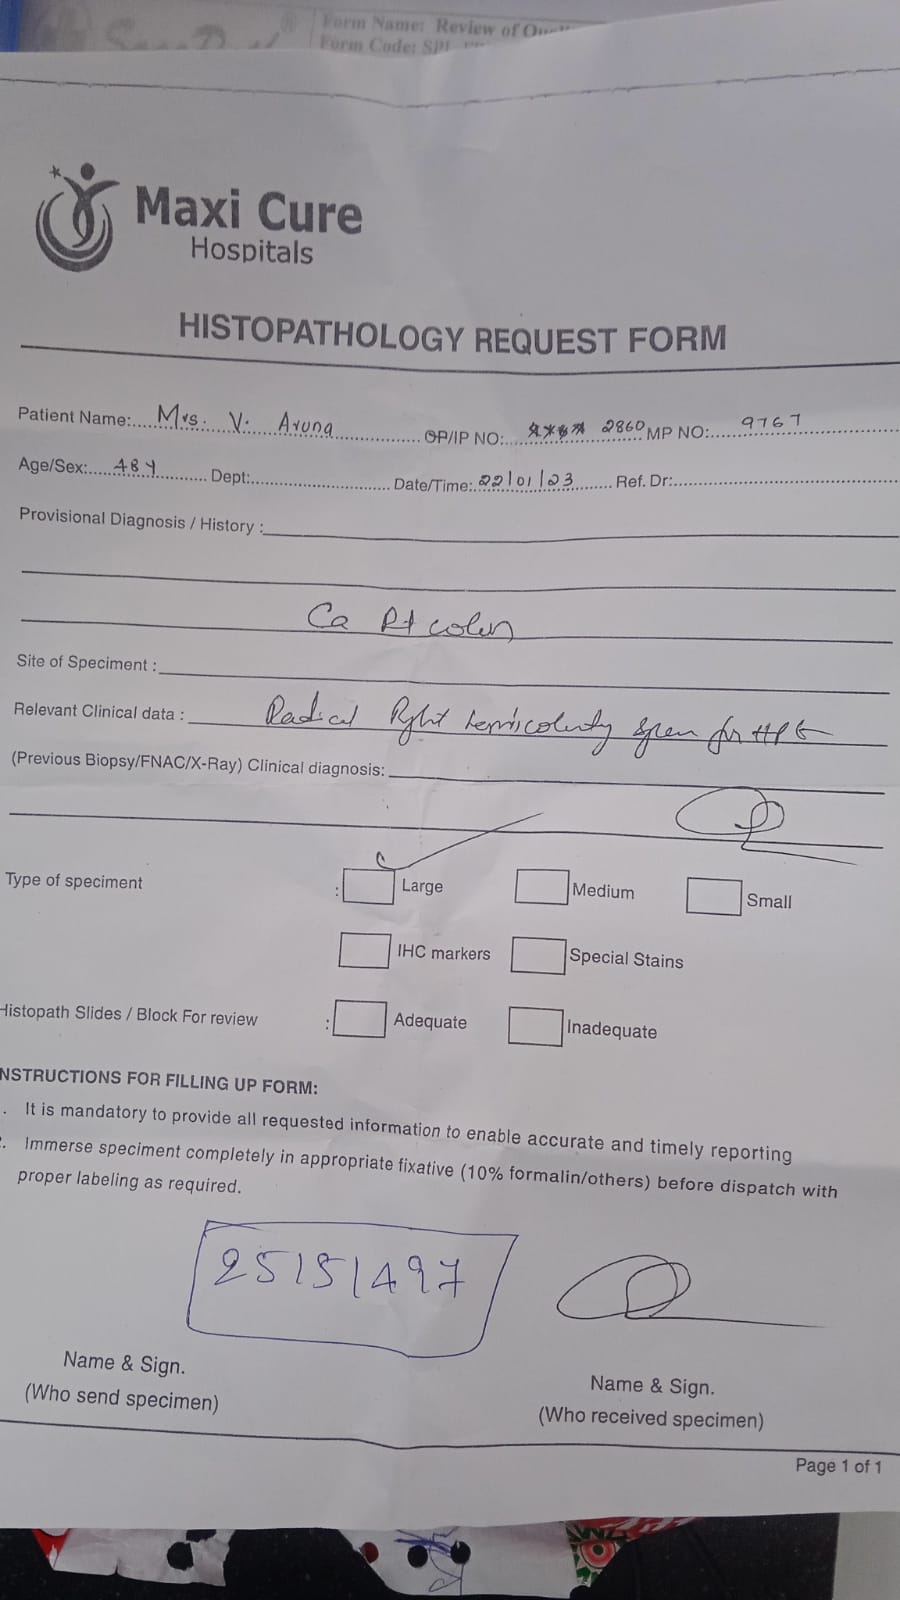 Form Name: Review of
Form Code: SPL
Maxi Cure
Hospitals
HISTOPATHOLOGY REQUEST FORM
Patient Name: Mrs. V. Aruna OP/IP NO: 2860 MP NO: 9767
Age/Sex: 48Y Dept: Date/Time: 22/01/23 Ref. Dr:
Provisional Diagnosis / History :
Ca Rt colon
Site of Speciment :
Relevant Clinical data : Radical Right for HPE
(Previous Biopsy/FNAC/X-Ray) Clinical diagnosis:
Type of speciment : Large Medium Small
IHC markers Special Stains
Histopath Slides / Block For review : Adequate Inadequate
INSTRUCTIONS FOR FILLING UP FORM:
. It is mandatory to provide all requested information to enable accurate and timely reporting
2. Immerse speciment completely in appropriate fixative (10% formalin/others) before dispatch with
proper labeling as required.
25151497
Name & Sign.
(Who send specimen)
Name & Sign.
(Who received specimen)
Page 1 of 1